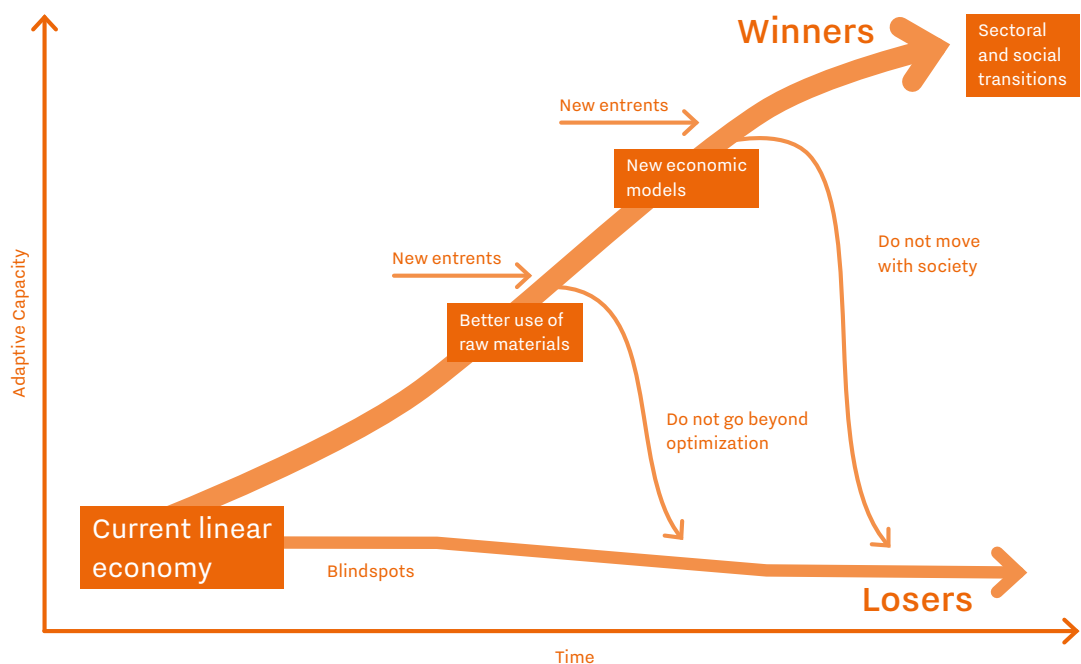 Winners
Sectoral
and social
transitions
New entrents
New economic
models
Do not move
with society
New entrents
Better use of
raw materials
Adaptive Capacity
Do not go beyond
optimization
Current linear
economy
Blindspots
Losers
Time